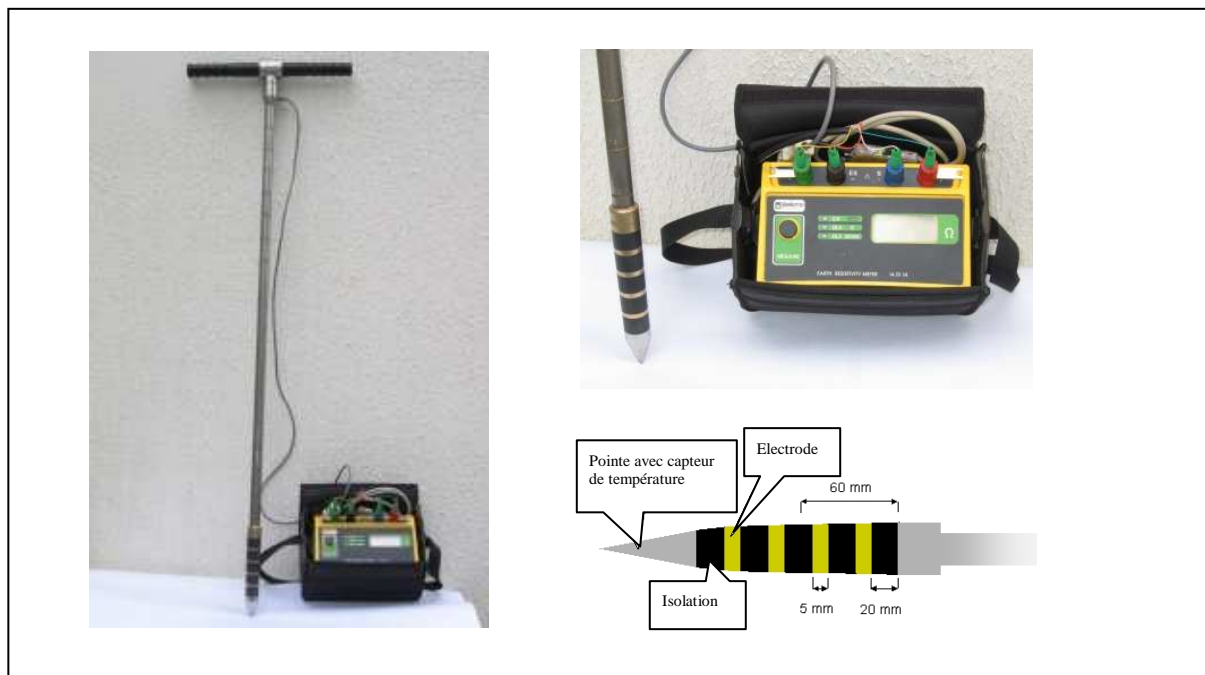 EARTH RESISTIVITY METER
Ω
Pointe avec capteur
de température
Electrode
60 mm
Isolation
5 mm
20 mm